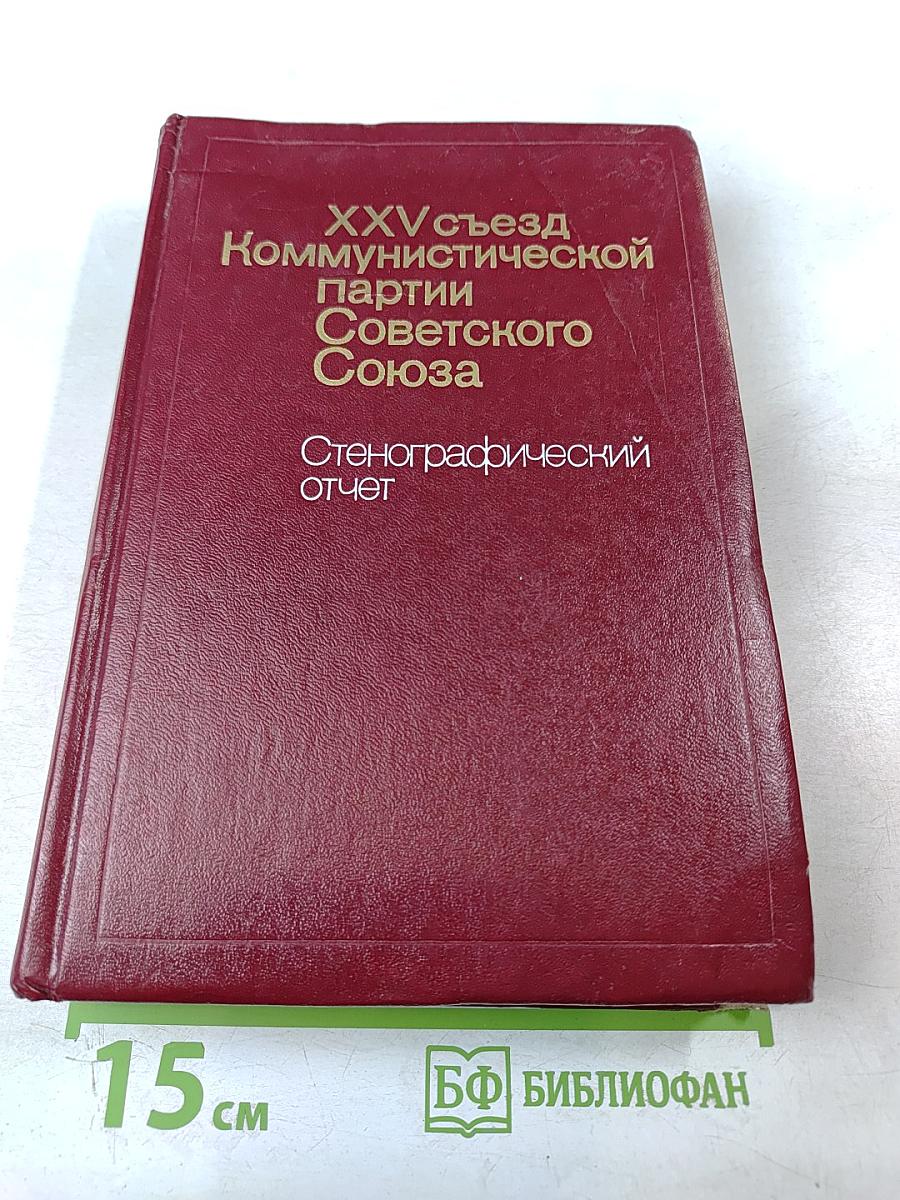 XXV съезд
Коммунистической
партии
Советского
Союза
Стенографический
отчет
15 см
БФ БИБЛИОФАН